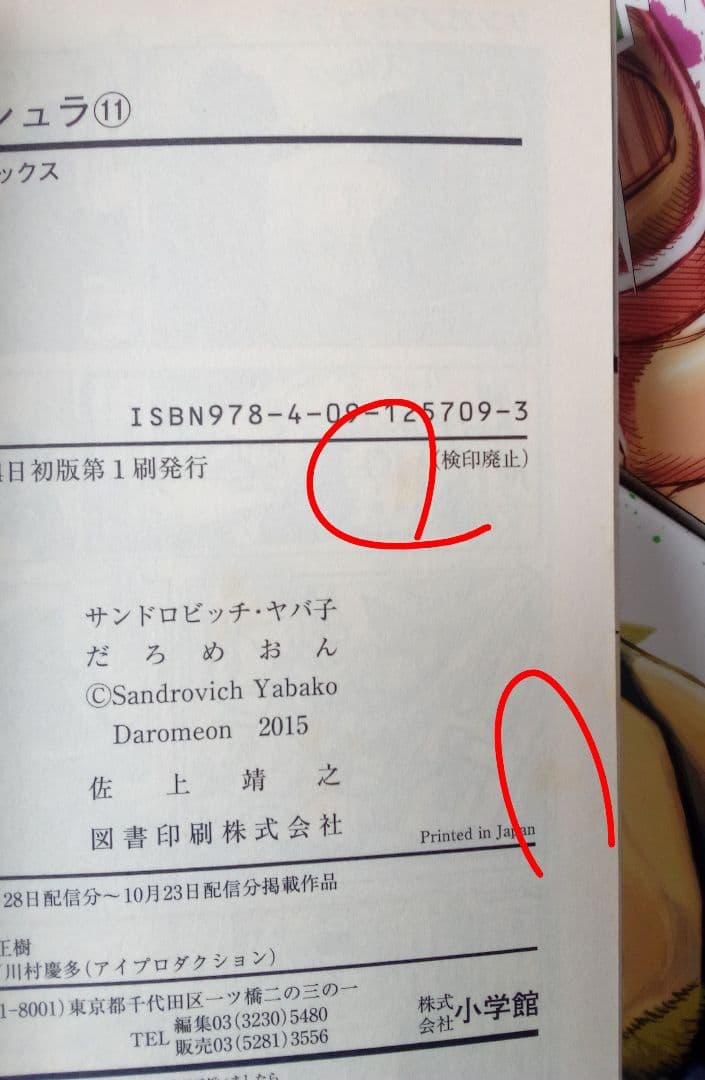 シュラ⑪
ックス
ISBN978-4-09-125709-3
日初版第1刷発行
(検印廃止)
サンドロビッチ・ヤバ子
だろめおん
©Sandrovich Yabako
Daromeon 2015
佐上靖之
図書印刷株式会社
Printed in Japan
28日配信分～10月23日配信分掲載作品
正樹
川村慶多(アイプロダクション)
1-8001)東京都千代田区一ツ橋二の三の一
TEL 編集03(3230)5480
販売03(5281)3556
株式会社 小学館